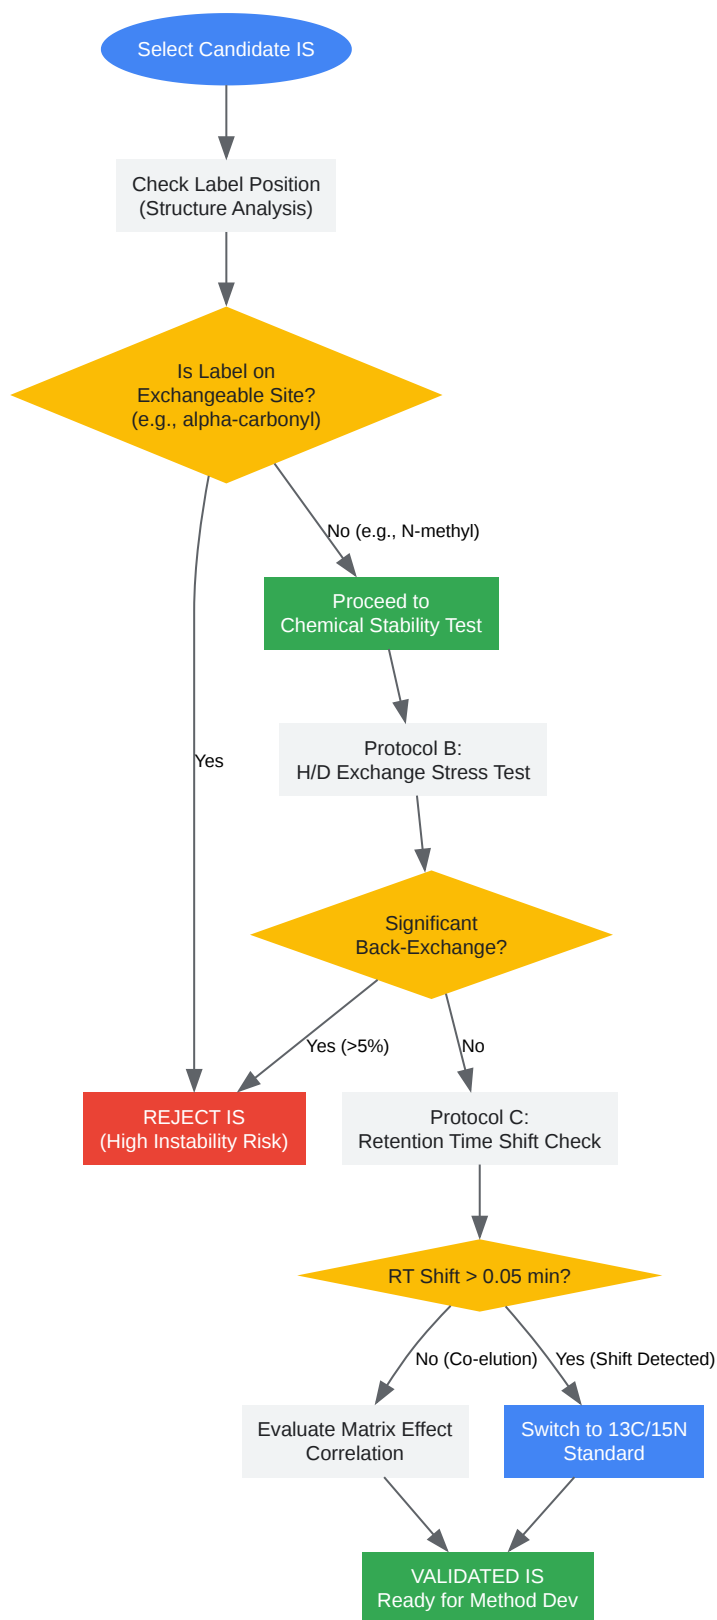 Select Candidate IS
Check Label Position
(Structure Analysis)
Is Label on
Exchangeable Site?
(e.g., alpha-carbonyl)
No (e.g., N-methyl)
Proceed to
Chemical Stability Test
Protocol B:
H/D Exchange Stress Test
Yes
Significant
Back-Exchange?
Yes (>5%)
No
REJECT IS
(High Instability Risk)
Protocol C:
Retention Time Shift Check
RT Shift > 0.05 min?
No (Co-elution)
Yes (Shift Detected)
Evaluate Matrix Effect
Correlation
Switch to 13C/15N
Standard
VALIDATED IS
Ready for Method Dev